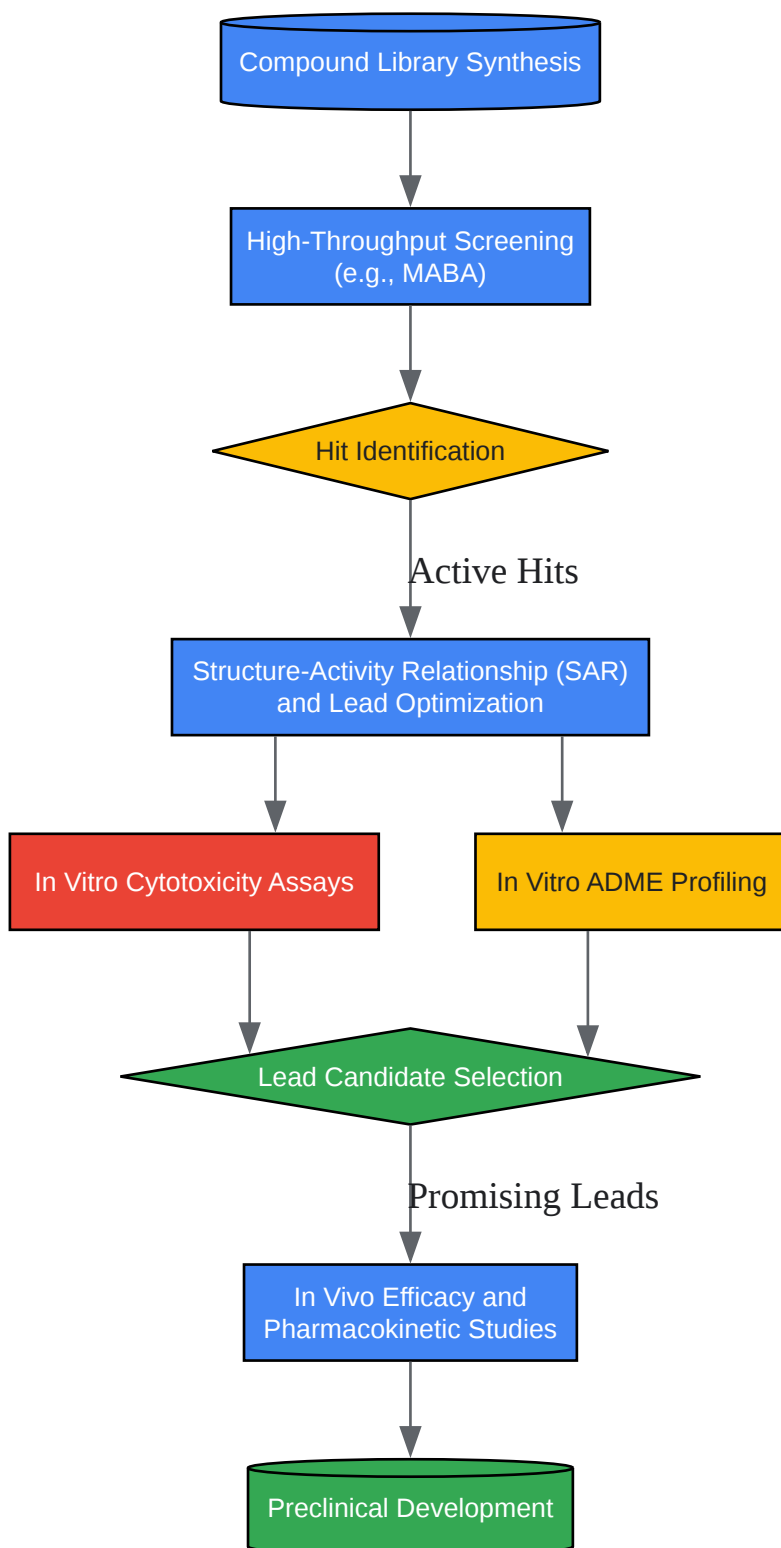 Compound Library Synthesis
High-Throughput Screening
(e.g., MABA)
Hit Identification
Active Hits
Structure-Activity Relationship (SAR)
and Lead Optimization
In Vitro Cytotoxicity Assays
In Vitro ADME Profiling
Lead Candidate Selection
Promising Leads
In Vivo Efficacy and
Pharmacokinetic Studies
Preclinical Development